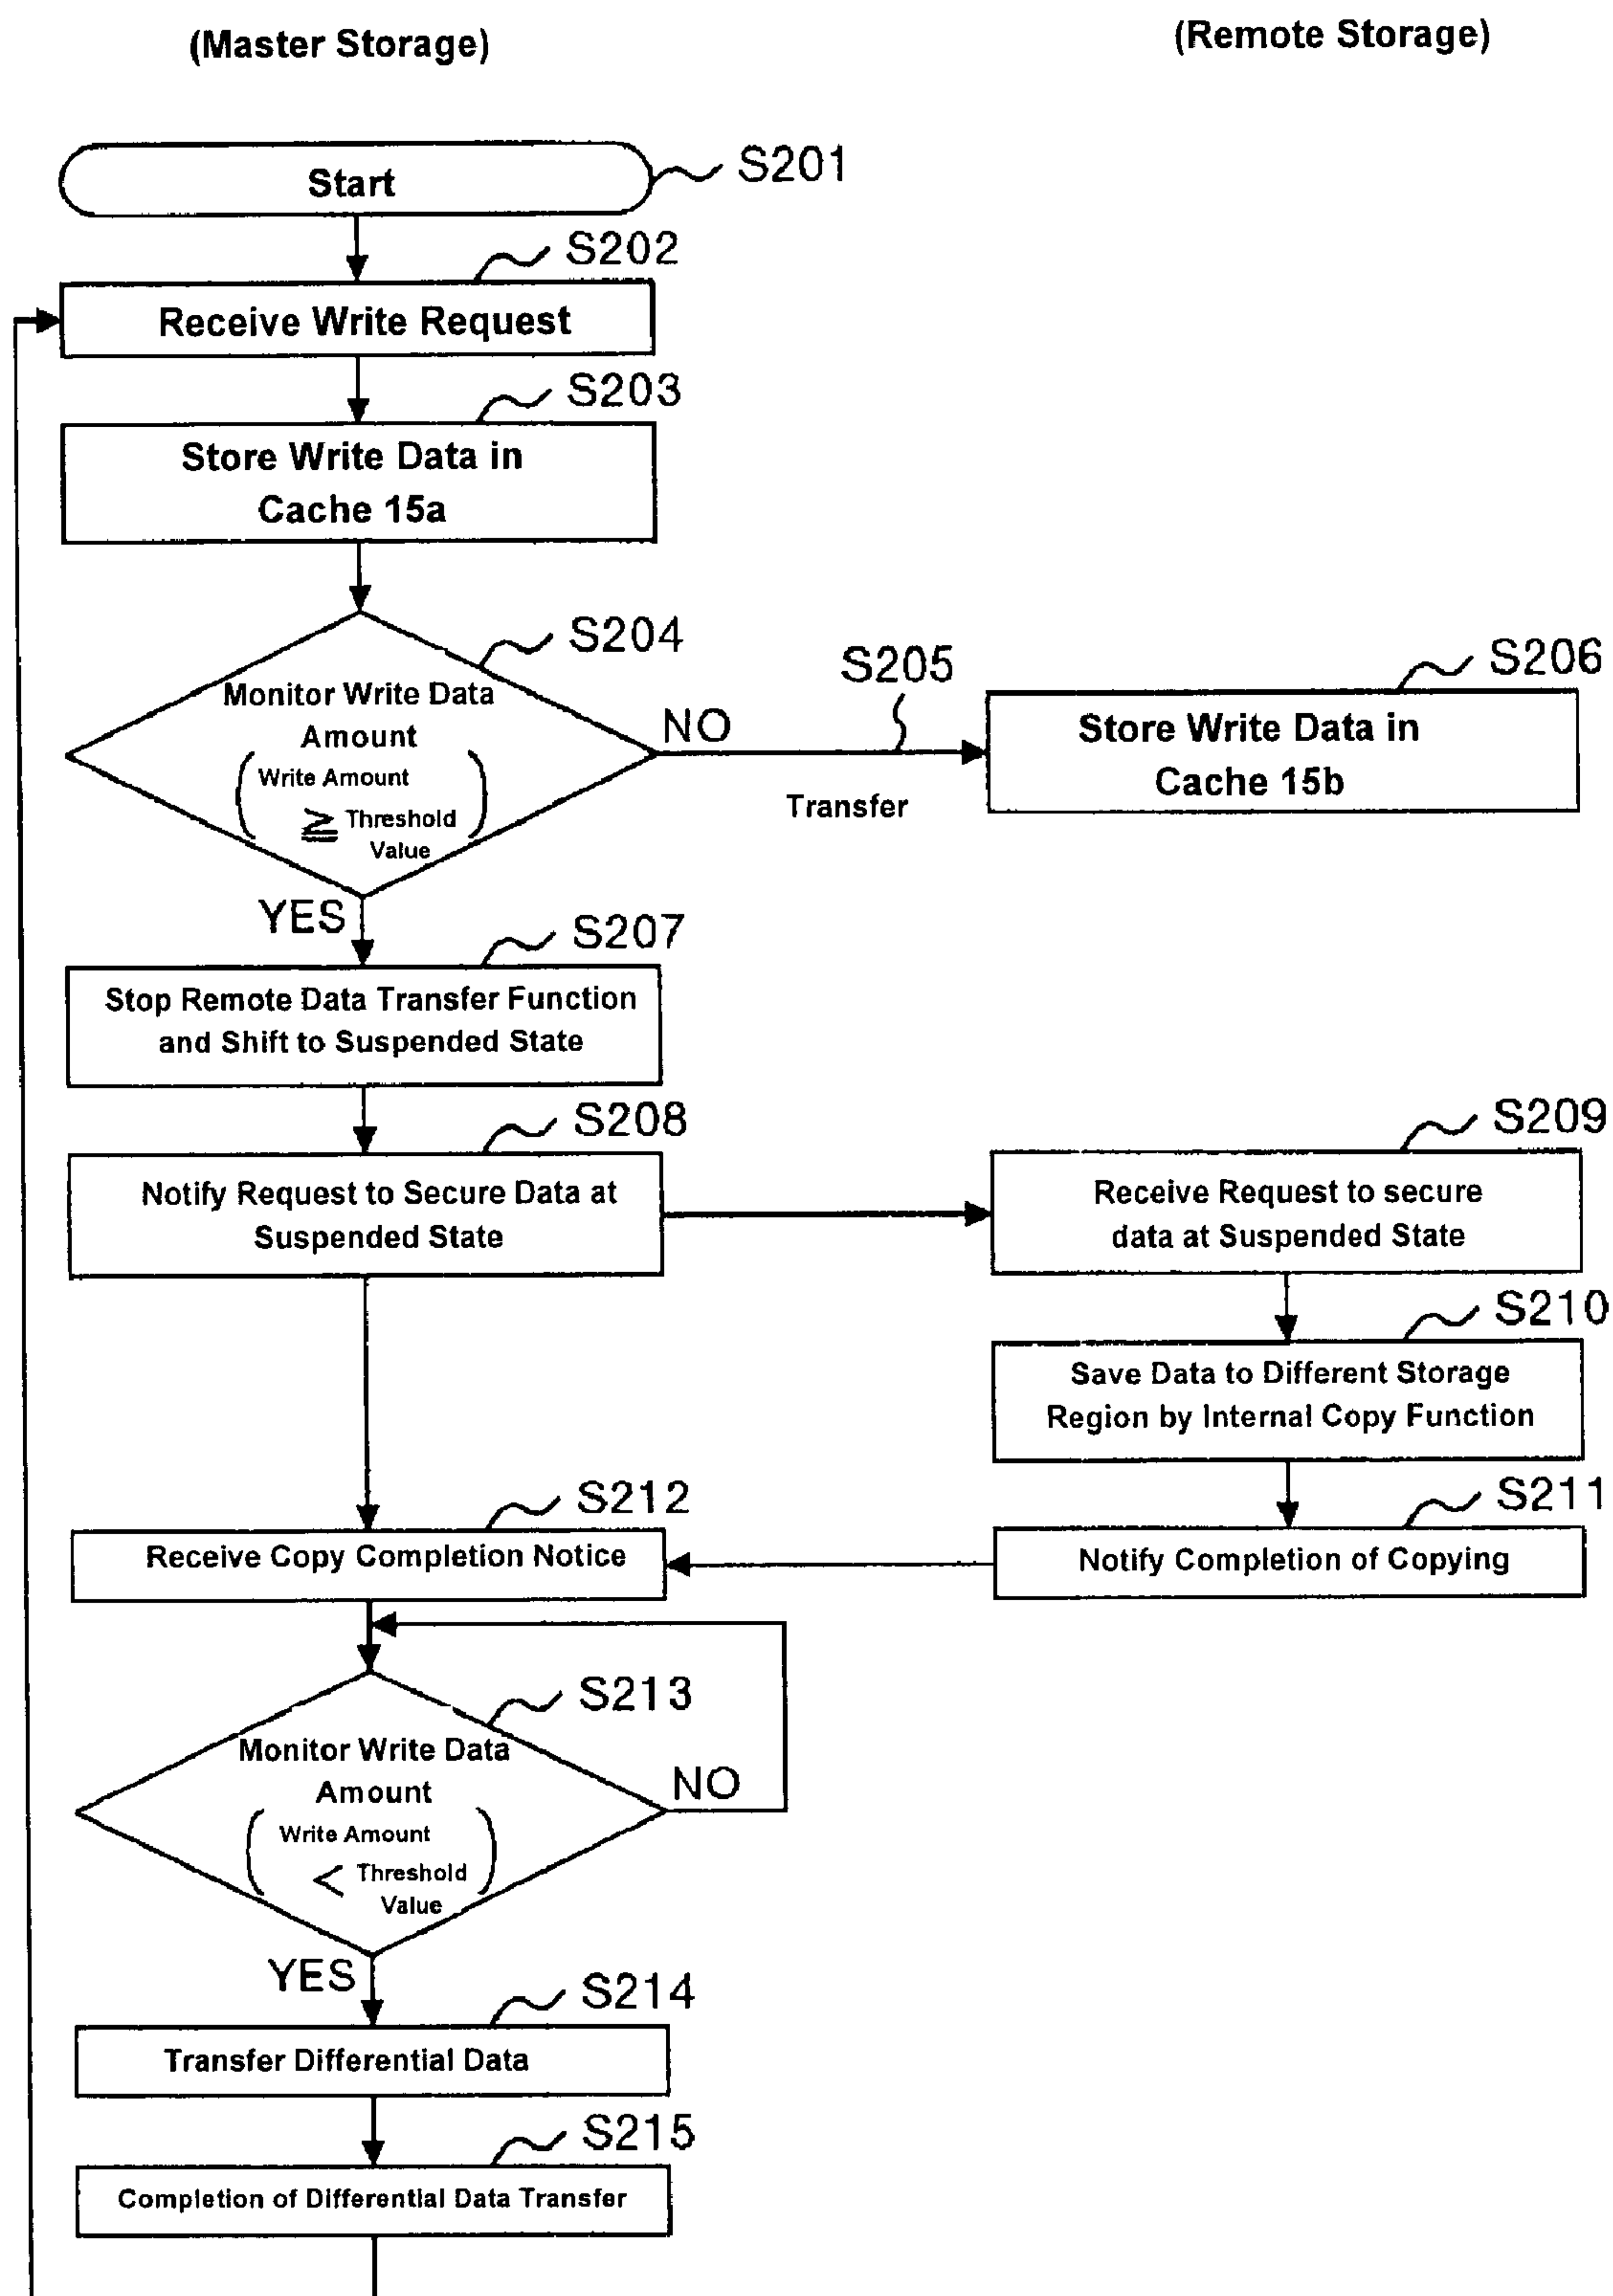 (Master Storage)
(Remote Storage)
Start
S201
S202
Receive Write Request
S203
Store Write Data in
Cache 15a
S204
Monitor Write Data
Amount
(Write Amount
≧ Threshold
Value)
NO
S205
Transfer
S206
Store Write Data in
Cache 15b
YES
S207
Stop Remote Data Transfer Function
and Shift to Suspended State
S208
Notify Request to Secure Data at
Suspended State
S209
Receive Request to secure
data at Suspended State
S210
Save Data to Different Storage
Region by Internal Copy Function
S211
Notify Completion of Copying
S212
Receive Copy Completion Notice
S213
Monitor Write Data
Amount
(Write Amount
< Threshold
Value)
NO
YES
S214
Transfer Differential Data
S215
Completion of Differential Data Transfer